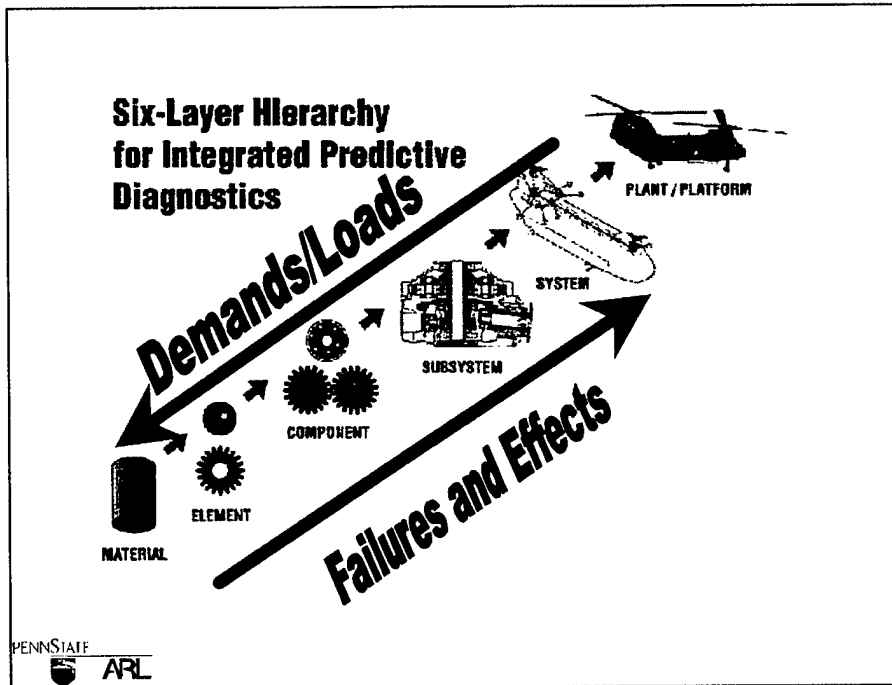 Six-Layer Hierarchy
for Integrated Predictive
Diagnostics
Demands/Loads
PLANT / PLATFORM
SYSTEM
SUBSYSTEM
COMPONENT
ELEMENT
MATERIAL
Failures and Effects
PENNSTATE
ARL